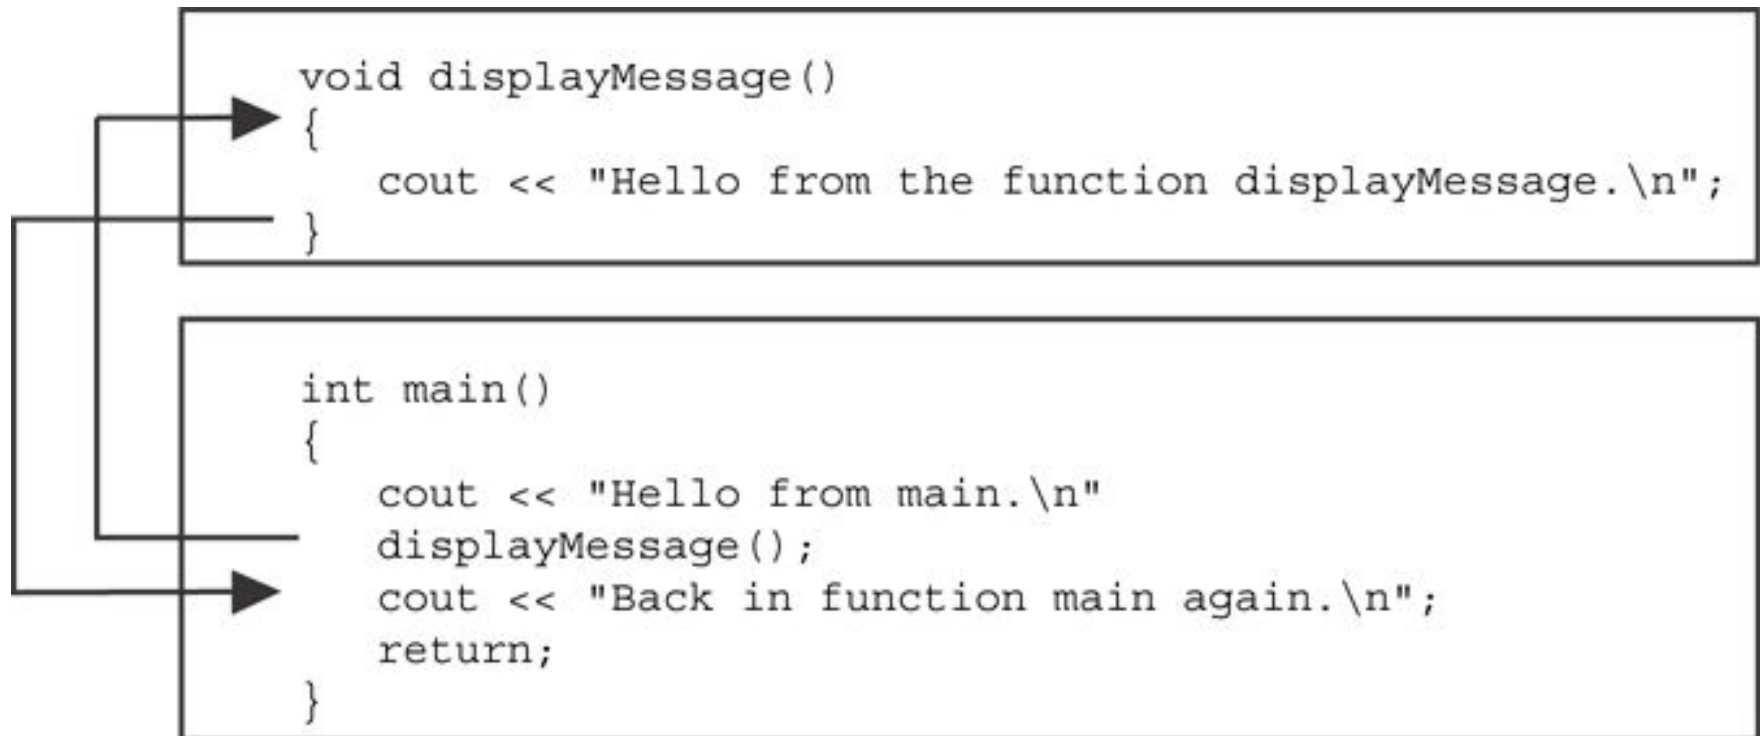 void displayMessage()
{
cout << "Hello from the function displayMessage.\n";
}
int main()
{
cout << "Hello from main.\n"
displayMessage();
cout << "Back in function main again.\n";
return;
}